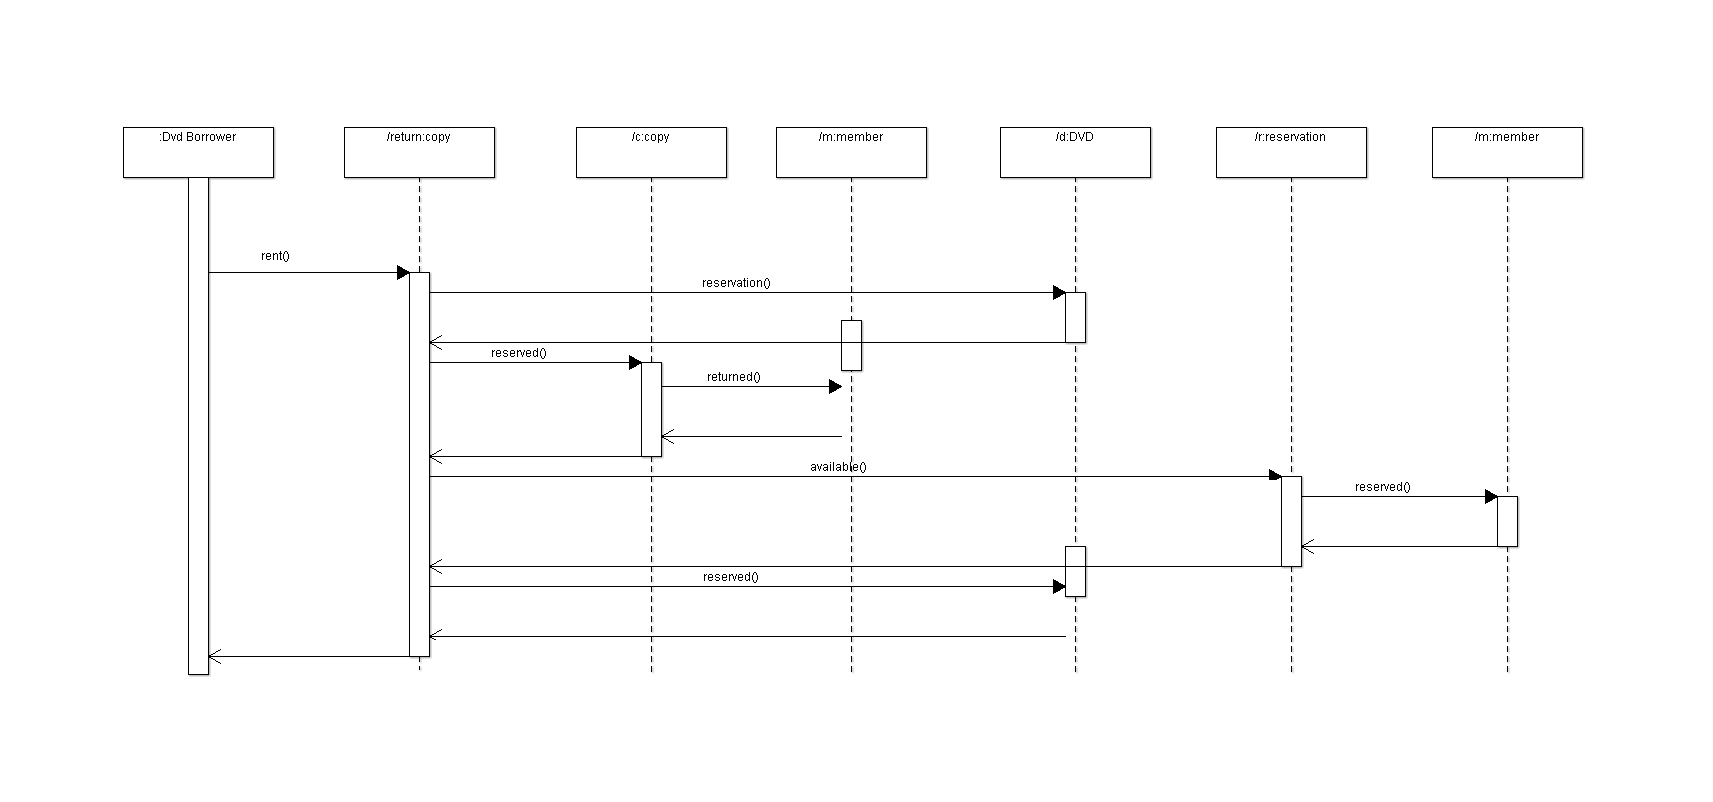 :Dvd Borrower
/return:copy
/c:copy
/m:member
/d:DVD
/r:reservation
/m:member
rent()
reservation()
reserved()
returned()
available()
reserved()
reserved()